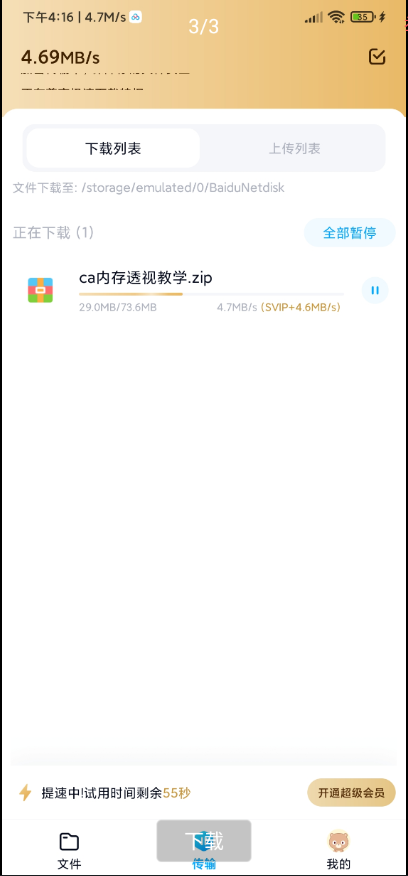 下午4:16 | 4.7M/s
35
3/3
4.69MB/s
下载列表
上传列表
文件下载至: /storage/emulated/0/BaiduNetdisk
正在下载 (1)
全部暂停
ca内存透视教学.zip
29.0MB/73.6MB
4.7MB/s (SVIP+4.6MB/s)
提速中!试用时间剩余55秒
开通超级会员
下载
文件
传输
我的